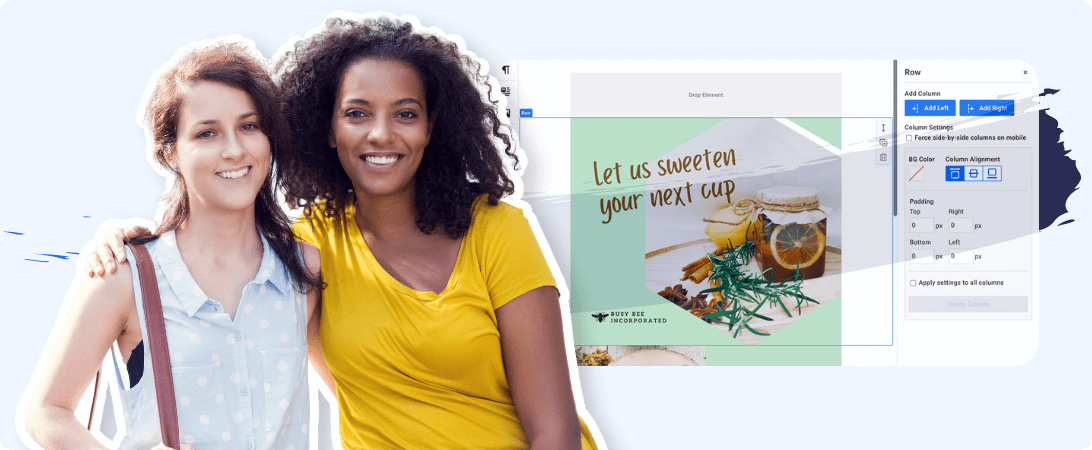 Drop Element
Row
Let us sweeten
your next cup
BUSY BEE
INCORPORATED
Row ×
Add Column
Add Left Add Right
Column Settings
Force side-by-side columns on mobile
BG Color Column Alignment
Padding
Top Right
0 px 0 px
Bottom Left
0 px 0 px
Apply settings to all columns
Delete Column